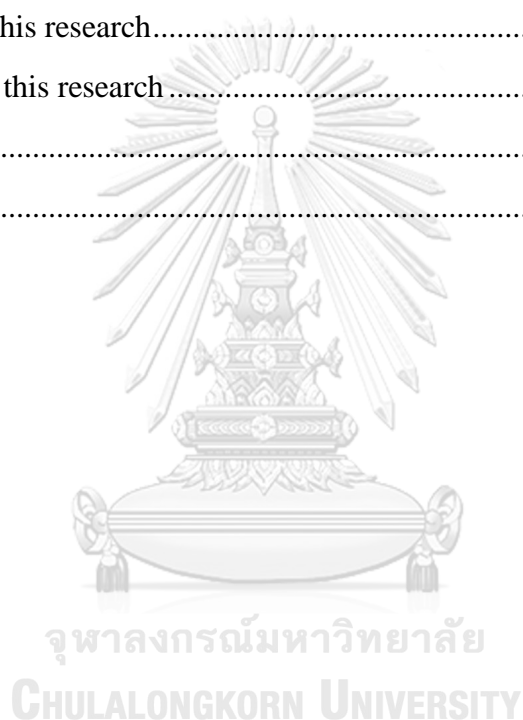 his research...........................................
this research...........................................
...........................................................
...........................................................
จุฬาลงกรณ์มหาวิทยาลัย
CHULALONGKORN UNIVERSITY